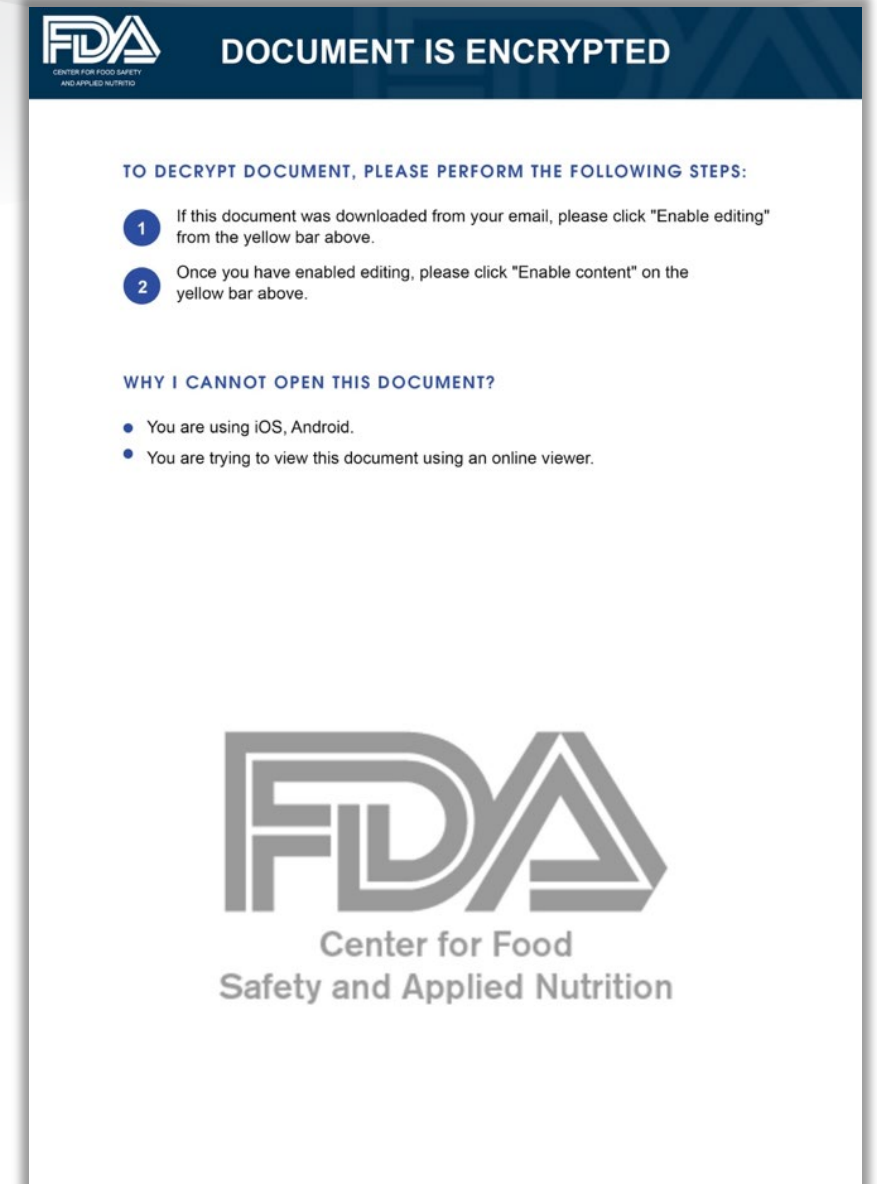 FDA
CENTER FOR FOOD SAFETY
AND APPLIED NUTRITIO
DOCUMENT IS ENCRYPTED
TO DECRYPT DOCUMENT, PLEASE PERFORM THE FOLLOWING STEPS:
1 If this document was downloaded from your email, please click "Enable editing"
from the yellow bar above.
2 Once you have enabled editing, please click "Enable content" on the
yellow bar above.
WHY I CANNOT OPEN THIS DOCUMENT?
• You are using iOS, Android.
• You are trying to view this document using an online viewer.
FDA
Center for Food
Safety and Applied Nutrition